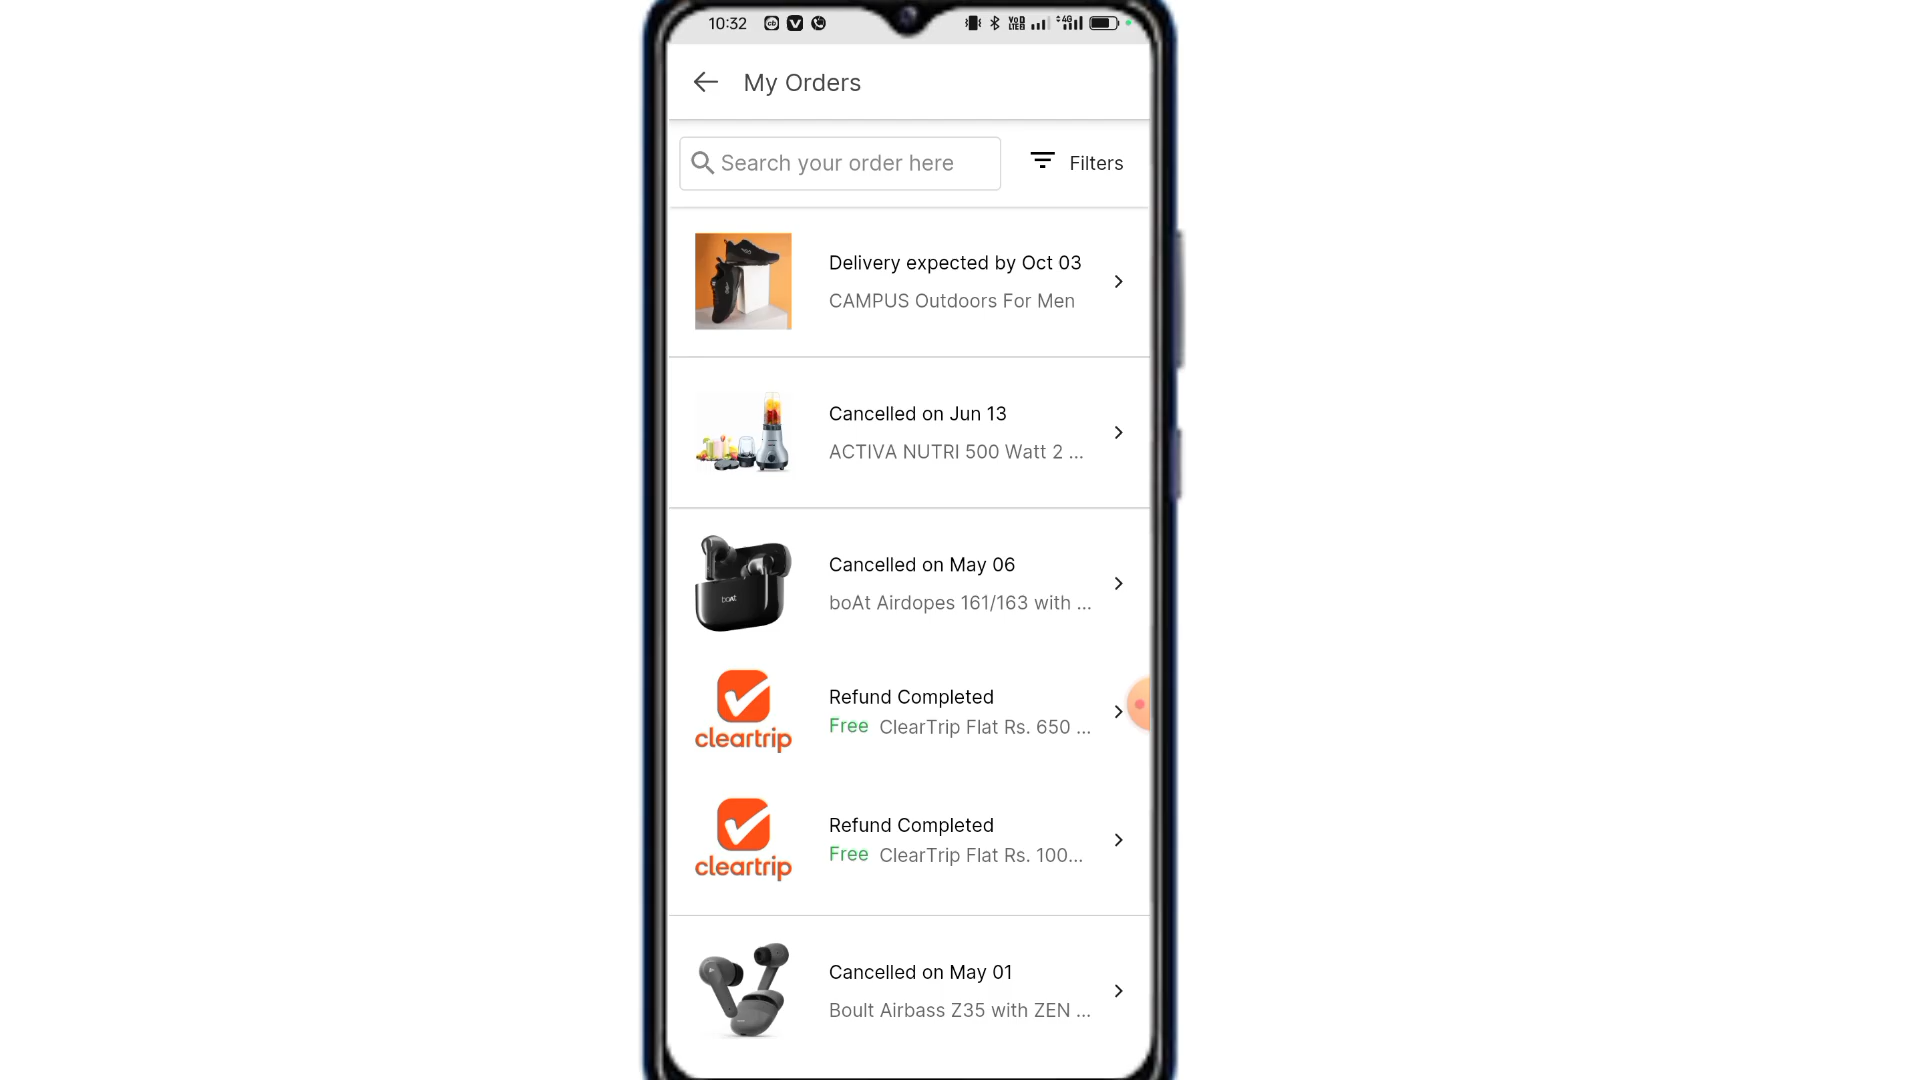 10:32
My Orders
Search your order here
Filters
Delivery expected by Oct 03
CAMPUS Outdoors For Men
Cancelled on Jun 13
ACTIVA NUTRI 500 Watt 2 ...
boAt
Cancelled on May 06
boAt Airdopes 161/163 with ...
cleartrip
Refund Completed
Free ClearTrip Flat Rs. 650 ...
cleartrip
Refund Completed
Free ClearTrip Flat Rs. 100...
Cancelled on May 01
Boult Airbass Z35 with ZEN ...